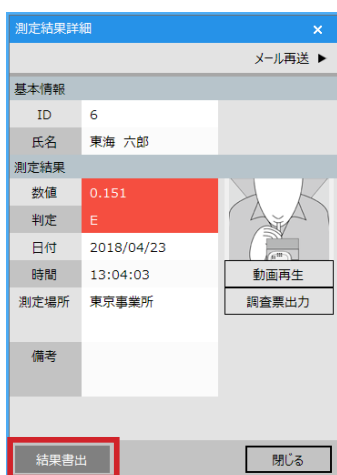 測定結果詳細 ×
メール再送 ▶
基本情報
ID 6
氏名 東海 六郎
測定結果
数値 0.151
判定 E
日付 2018/04/23
時間 13:04:03 動画再生
測定場所 東京事業所 調査票出力
備考
結果書出 閉じる